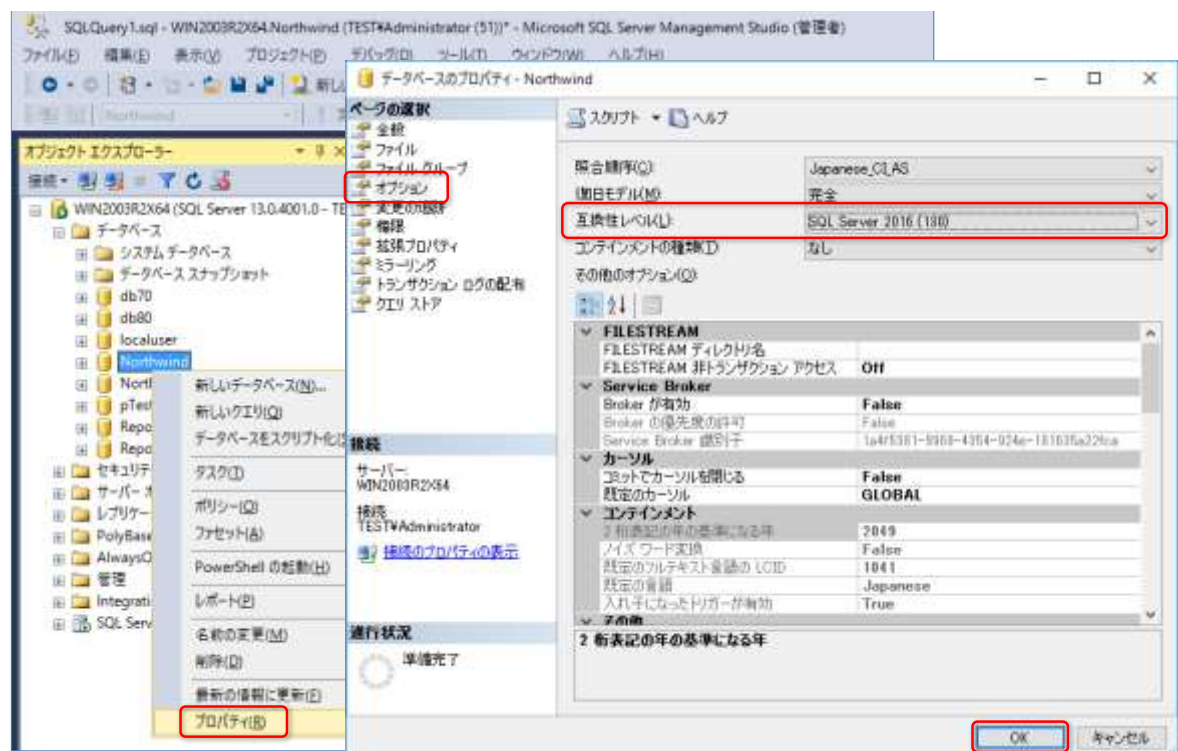 SQLQuery1.sql - WIN2003R2X64.Northwind (TEST¥Administrator (51))* - Microsoft SQL Server Management Studio (管理者)
ファイル(F) 編集(E) 表示(V) プロジェクト(P) デバッグ(D) ツール(T) ウィンドウ(W) ヘルプ(H)
新し
Northwind
オブジェクト エクスプローラー
接続
WIN2003R2X64 (SQL Server 13.0.4001.0 - TE
データベース
システム データベース
データベース スナップショット
db70
db80
localuser
Northwind
Nort
pTest
Repo
Repo
セキュリテ
サーバー オ
レプリケー
PolyBase
AlwaysO
管理
Integrati
SQL Serv
新しいデータベース(N)...
新しいクエリ(Q)
データベースをスクリプト化(S
タスク(T)
ポリシー(O)
ファセット(A)
PowerShell の起動(H)
レポート(P)
名前の変更(M)
削除(D)
最新の情報に更新(F)
プロパティ(R)
データベースのプロパティ - Northwind
ページの選択
全般
ファイル
ファイル グループ
オプション
変更の追跡
権限
拡張プロパティ
ミラーリング
トランザクション ログの配布
クエリ ストア
接続
サーバー:
WIN2003R2X64
接続:
TEST¥Administrator
接続のプロパティの表示
進行状況
準備完了
スクリプト ヘルプ
照合順序(C): Japanese_CI_AS
復旧モデル(M): 完全
互換性レベル(L): SQL Server 2016 (130)
コンテインメントの種類(T): なし
その他のオプション(O):
FILESTREAM
FILESTREAM ディレクトリ名
FILESTREAM 非トランザクション アクセス Off
Service Broker
Broker が有効 False
Broker の優先度の許可 False
Service Broker 識別子
カーソル
コミットでカーソルを閉じる False
既定のカーソル GLOBAL
コンテインメント
2 桁表記の年の基準になる年 2049
ノイズ ワード変換 False
既定のフルテキスト言語の LCID 1041
既定の言語 Japanese
入れ子になったトリガーが有効 True
その他
2 桁表記の年の基準になる年
OK キャンセル